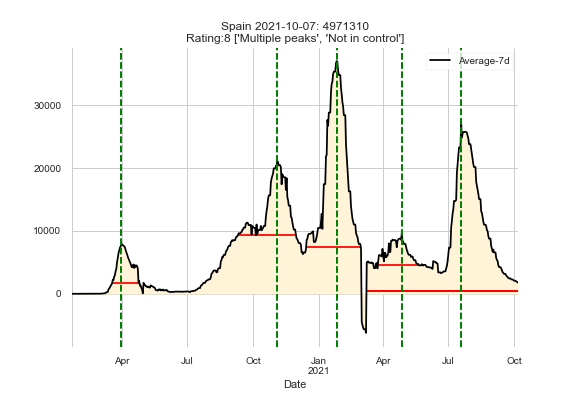 Spain 2021-10-07: 4971310
Rating:8 ['Multiple peaks', 'Not in control']
Average-7d
30000
20000
10000
0
Apr
Jul
Oct
Jan
2021
Apr
Jul
Oct
Date